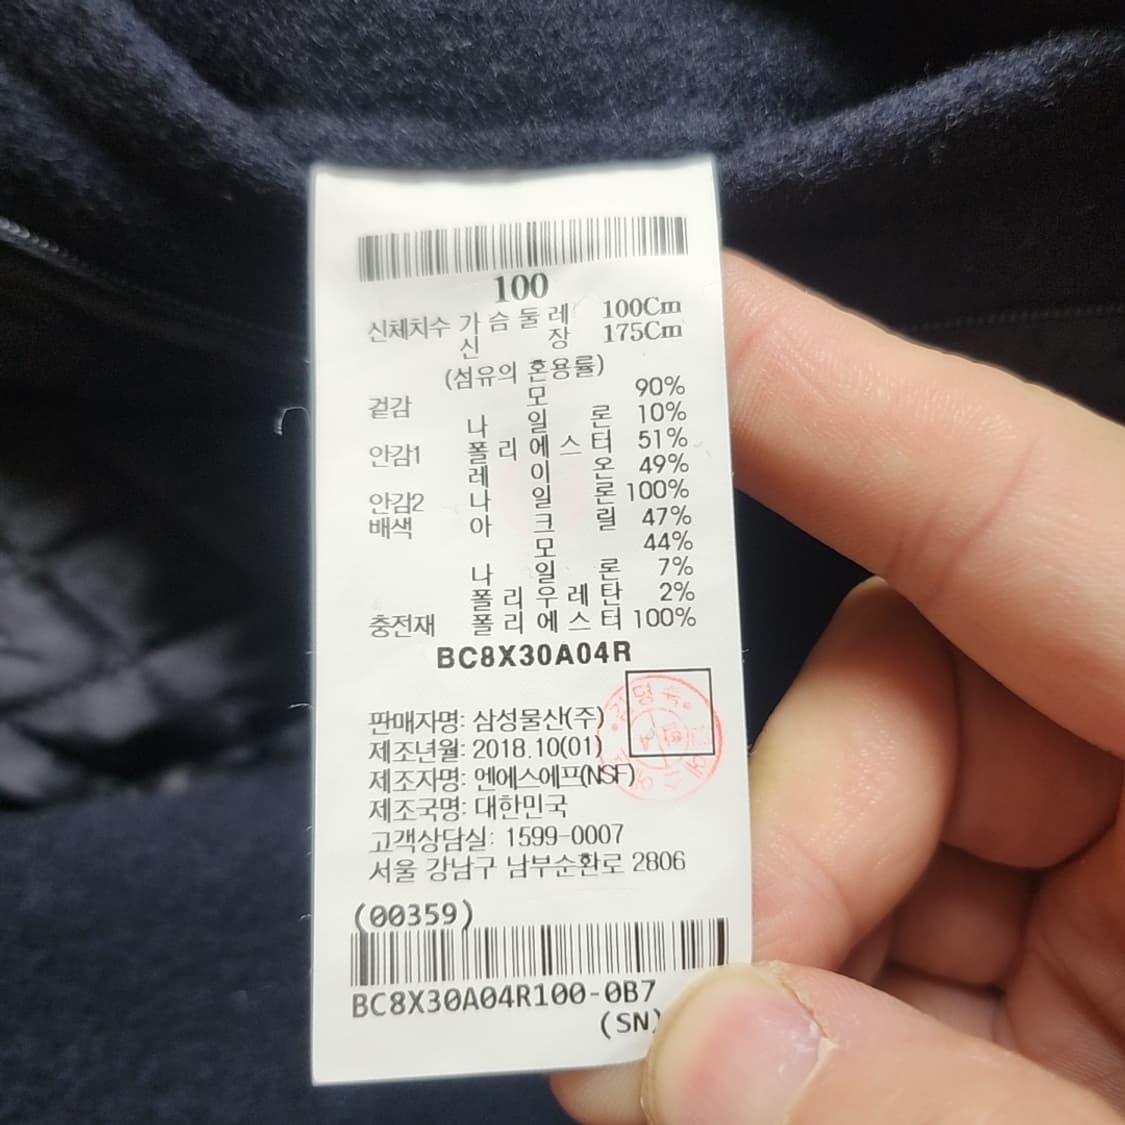 100
신체치수 가슴둘레 100Cm
신 장 175Cm
(섬유의 혼용률)
겉감 모 90%
나 일 론 10%
안감1 폴리에스터 51%
레 이 온 49%
안감2 나 일 론 100%
배색 아 크 릴 47%
모 44%
나 일 론 7%
폴리우레탄 2%
충전재 폴리에스터 100%
BC8X30A04R
판매자명: 삼성물산(주)
제조년월: 2018.10(01)
제조자명: 엔에스에프(NSF)
제조국명: 대한민국
고객상담실: 1599-0007
서울 강남구 남부순환로 2806
(00359)
BC8X30A04R100-0B7
(SN)